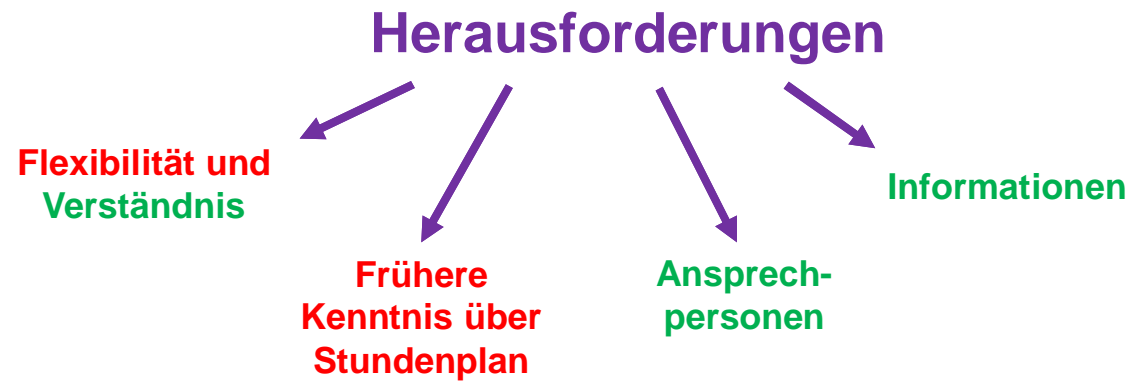 Herausforderungen
Flexibilität und
Verständnis
Frühere
Kenntnis über
Stundenplan
Ansprech-
personen
Informationen